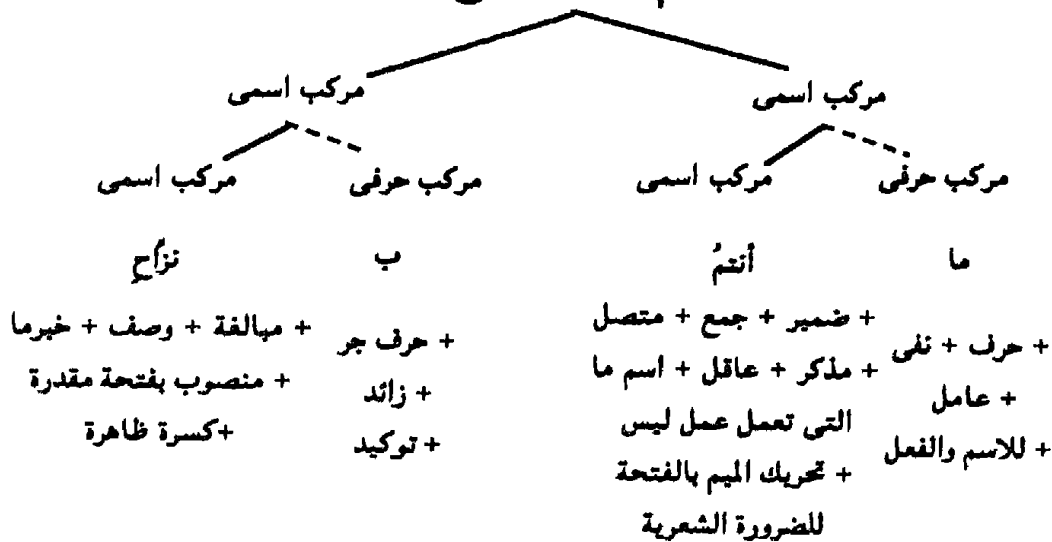 مركب اسمى
مركب اسمى
مركب حرفى
مركب اسمى
مركب حرفى
مركب اسمى
ما
أنتمُ
ب
نزَّاحٍ
+ حرف + نفى
+ عامل
+ للاسم والفعل
+ ضمير + جمع + متصل
+ مذكر + عاقل + اسم ما
التى تعمل عمل ليس
+ تحريك الميم بالفتحة
للضرورة الشعرية
+ حرف جر
+ زائد
+ توكيد
+ مبالغة + وصف + خبرما
+ منصوب بفتحة مقدرة
+كسرة ظاهرة